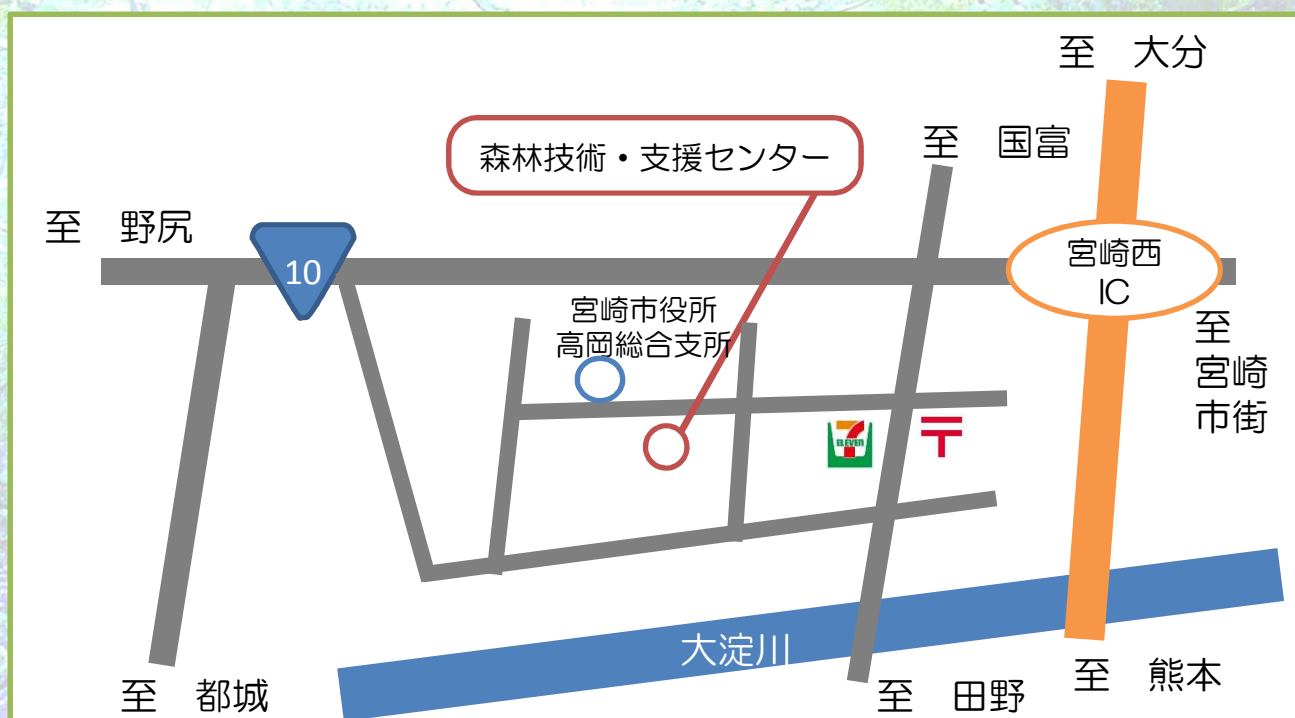 至　大分
森林技術・支援センター
至　国富
至　野尻
10
宮崎西
IC
宮崎市役所
高岡総合支所
至
宮崎
市街
7
ELEVEN
〒
大淀川
至　都城
至　田野
至　熊本